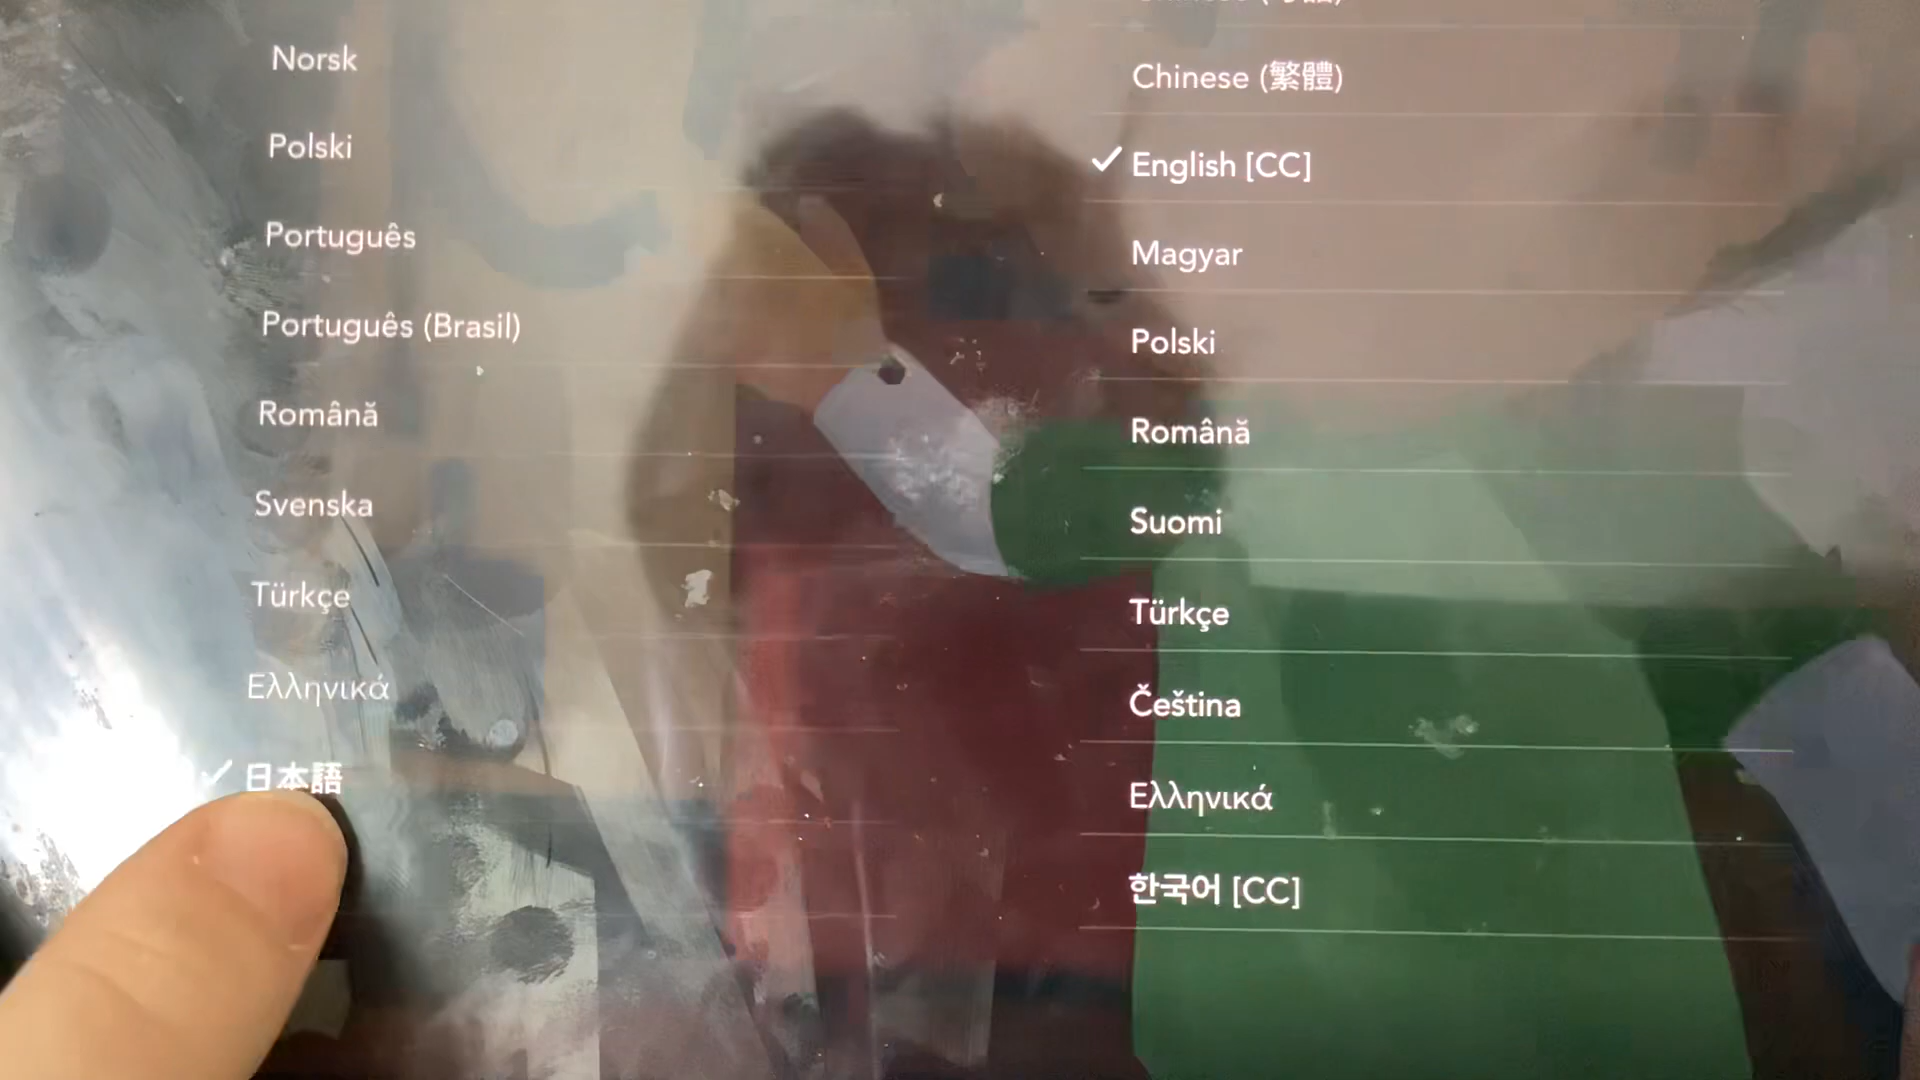 Norsk
Polski
Português
Português (Brasil)
Română
Svenska
Türkçe
Ελληνικά
日本語
Chinese (繁體)
English [CC]
Magyar
Polski
Română
Suomi
Türkçe
Čeština
Ελληνικά
한국어 [CC]